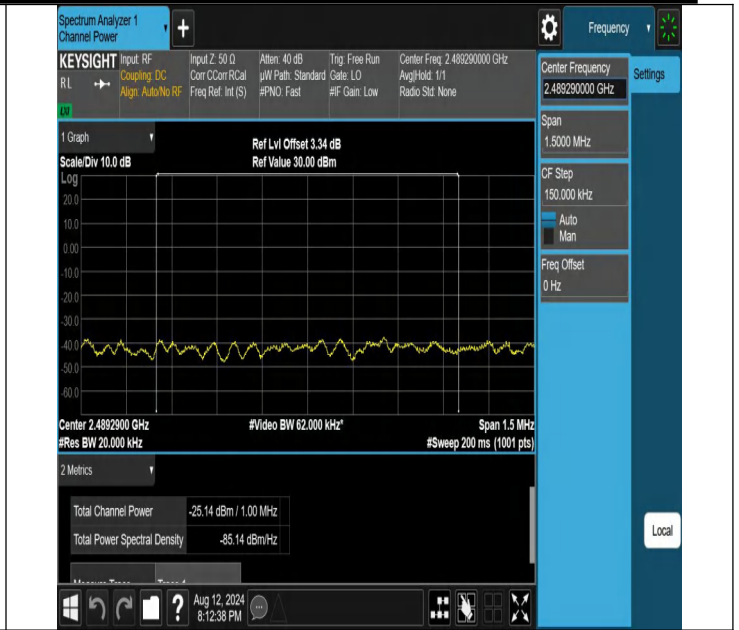 Spectrum Analyzer 1
Channel Power
Frequency
KEYSIGHT
RL
LXI
Input: RF
Coupling: DC
Align: Auto/No RF
Input Z: 50 Ω
Corr CCorr RCal
Freq Ref: Int (S)
Atten: 40 dB
µW Path: Standard
#PNO: Fast
Trig: Free Run
Gate: LO
#IF Gain: Low
Center Freq: 2.489290000 GHz
Avg|Hold: 1/1
Radio Std: None
Center Frequency
2.489290000 GHz
Settings
Span
1.5000 MHz
CF Step
150.000 kHz
Auto
Man
Freq Offset
0 Hz
1 Graph
Scale/Div 10.0 dB
Ref Lvl Offset 3.34 dB
Ref Value 30.00 dBm
Log
20.0
10.0
0.00
-10.0
-20.0
-30.0
-40.0
-50.0
-60.0
Center 2.4892900 GHz
#Res BW 20.000 kHz
#Video BW 62.000 kHz*
Span 1.5 MHz
#Sweep 200 ms (1001 pts)
2 Metrics
Total Channel Power -25.14 dBm / 1.00 MHz
Total Power Spectral Density -85.14 dBm/Hz
Local
Aug 12, 2024
8:12:38 PM